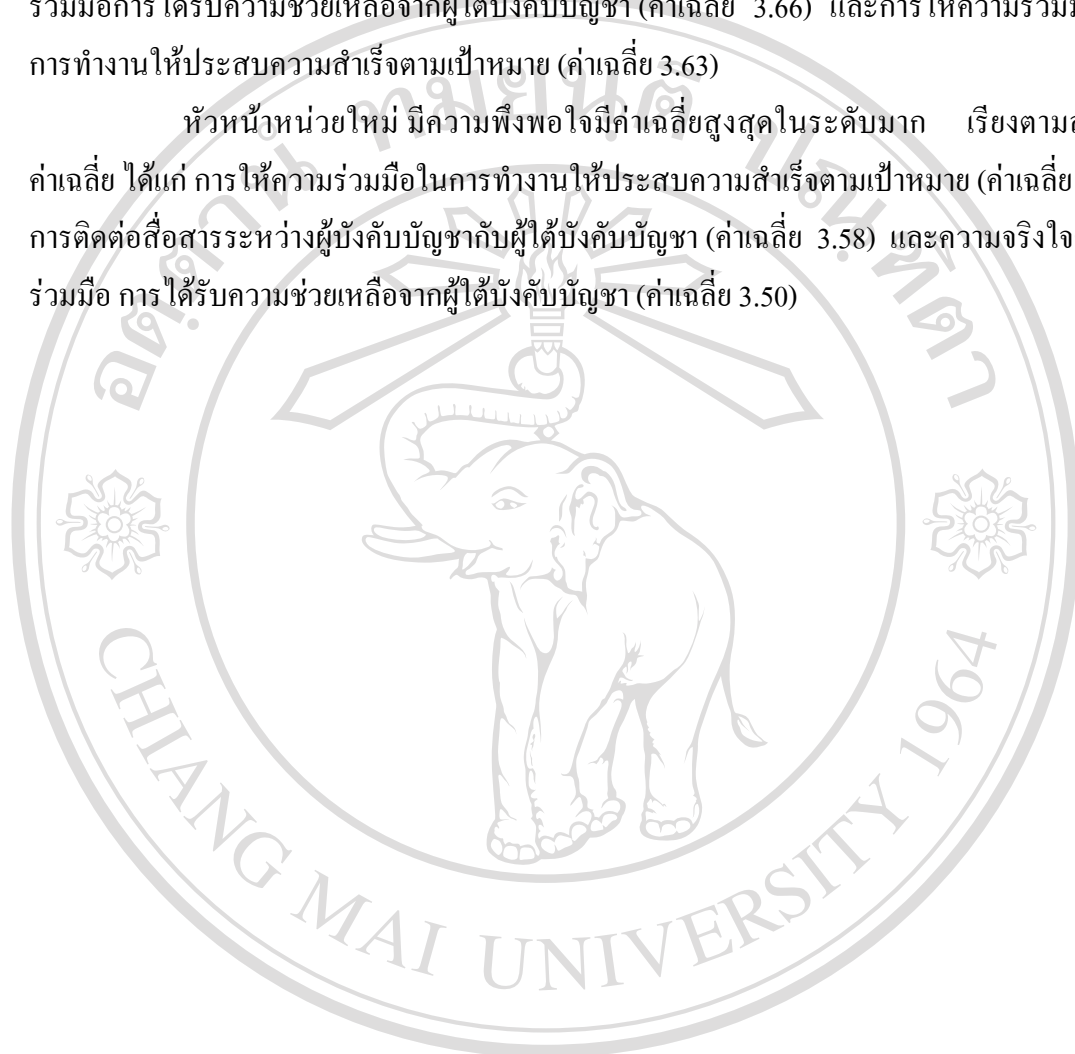 ร่วมมือการได้รับความช่วยเหลือจากผู้ใต้บังคับบัญชา (ค่าเฉลี่ย 3.66) และการให้ความร่วมมือ
การทำงานให้ประสบความสำเร็จตามเป้าหมาย (ค่าเฉลี่ย 3.63)
หัวหน้าหน่วยใหม่ มีความพึงพอใจมีค่าเฉลี่ยสูงสุดในระดับมาก เรียงตาม
ค่าเฉลี่ย ได้แก่ การให้ความร่วมมือในการทำงานให้ประสบความสำเร็จตามเป้าหมาย (ค่าเฉลี่ย
การติดต่อสื่อสารระหว่างผู้บังคับบัญชากับผู้ใต้บังคับบัญชา (ค่าเฉลี่ย 3.58) และความจริงใจ
ร่วมมือ การได้รับความช่วยเหลือจากผู้ใต้บังคับบัญชา (ค่าเฉลี่ย 3.50)
อตฺตานํ ทมยนฺติ ปณฺฑิตา
CHIANG MAI UNIVERSITY 1964